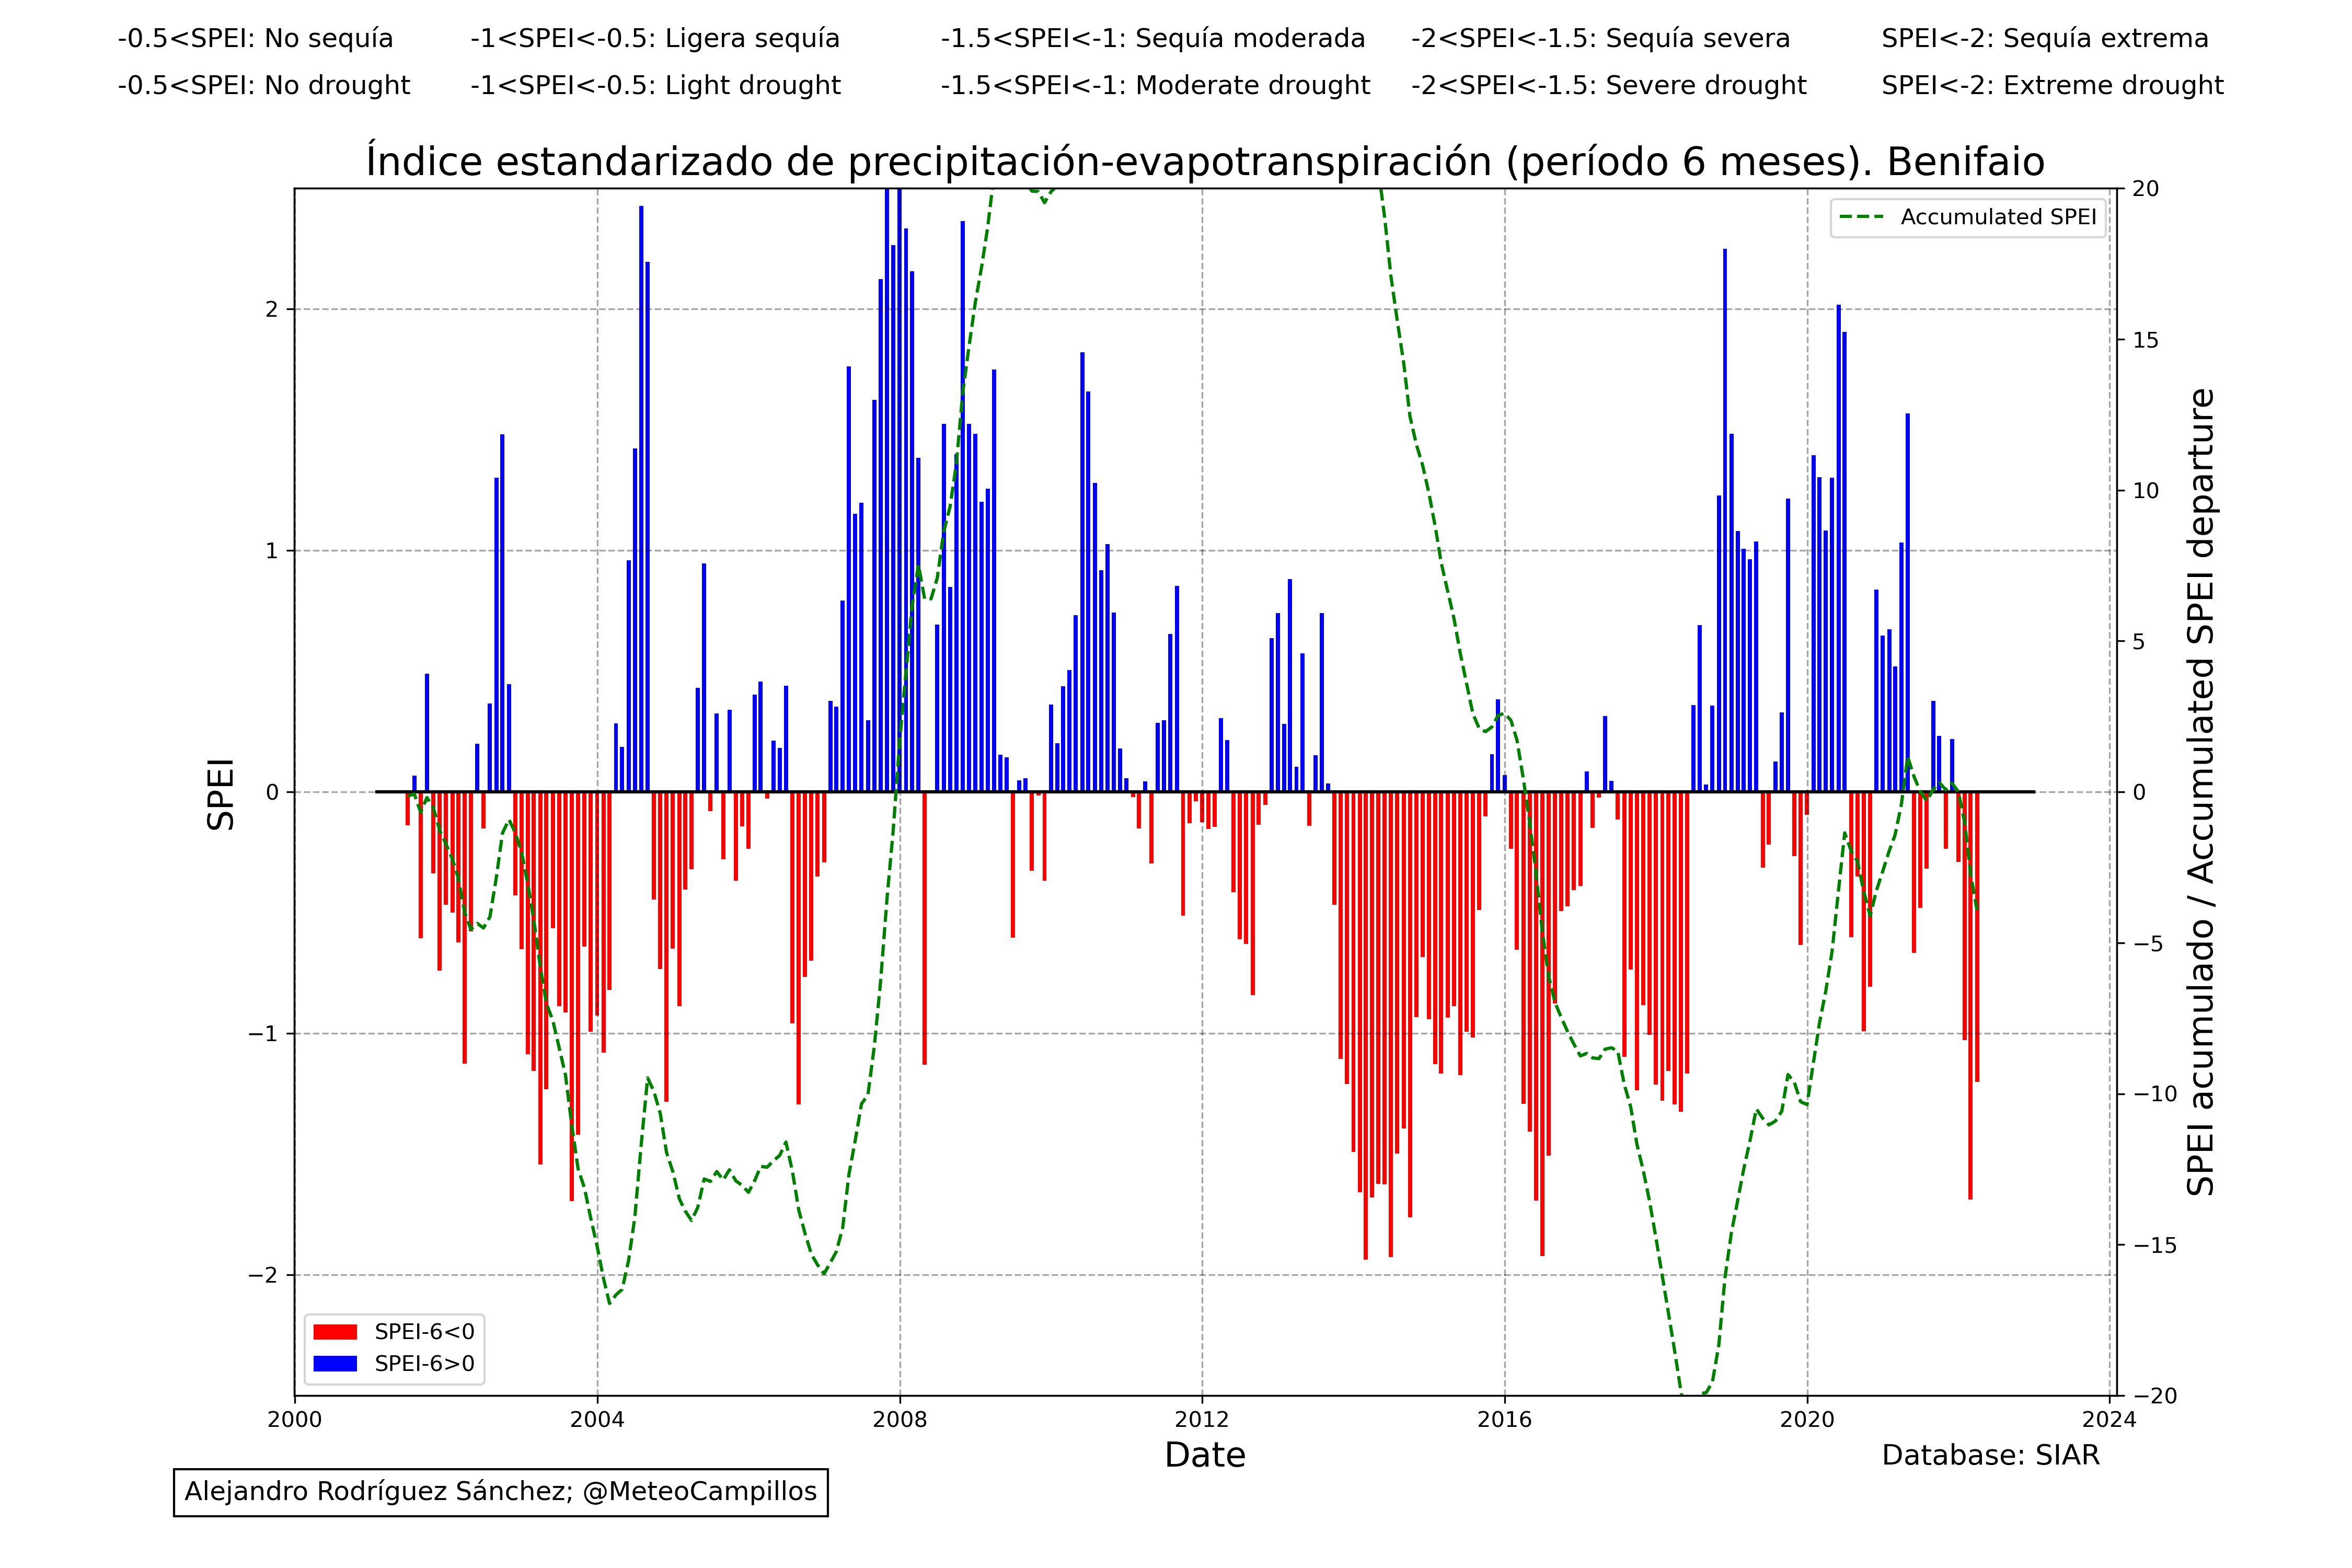 -0.5<SPEI: No sequía -1<SPEI<-0.5: Ligera sequía -1.5<SPEI<-1: Sequía moderada -2<SPEI<-1.5: Sequía severa SPEI<-2: Sequía extrema
-0.5<SPEI: No drought -1<SPEI<-0.5: Light drought -1.5<SPEI<-1: Moderate drought -2<SPEI<-1.5: Severe drought SPEI<-2: Extreme drought
Índice estandarizado de precipitación-evapotranspiración (período 6 meses). Benifaio
SPEI
2
1
0
−1
−2
20
15
10
5
0
−5
−10
−15
−20
SPEI acumulado / Accumulated SPEI departure
Accumulated SPEI
SPEI-6<0
SPEI-6>0
2000 2004 2008 2012 2016 2020 2024
Date
Database: SIAR
Alejandro Rodríguez Sánchez; @MeteoCampillos